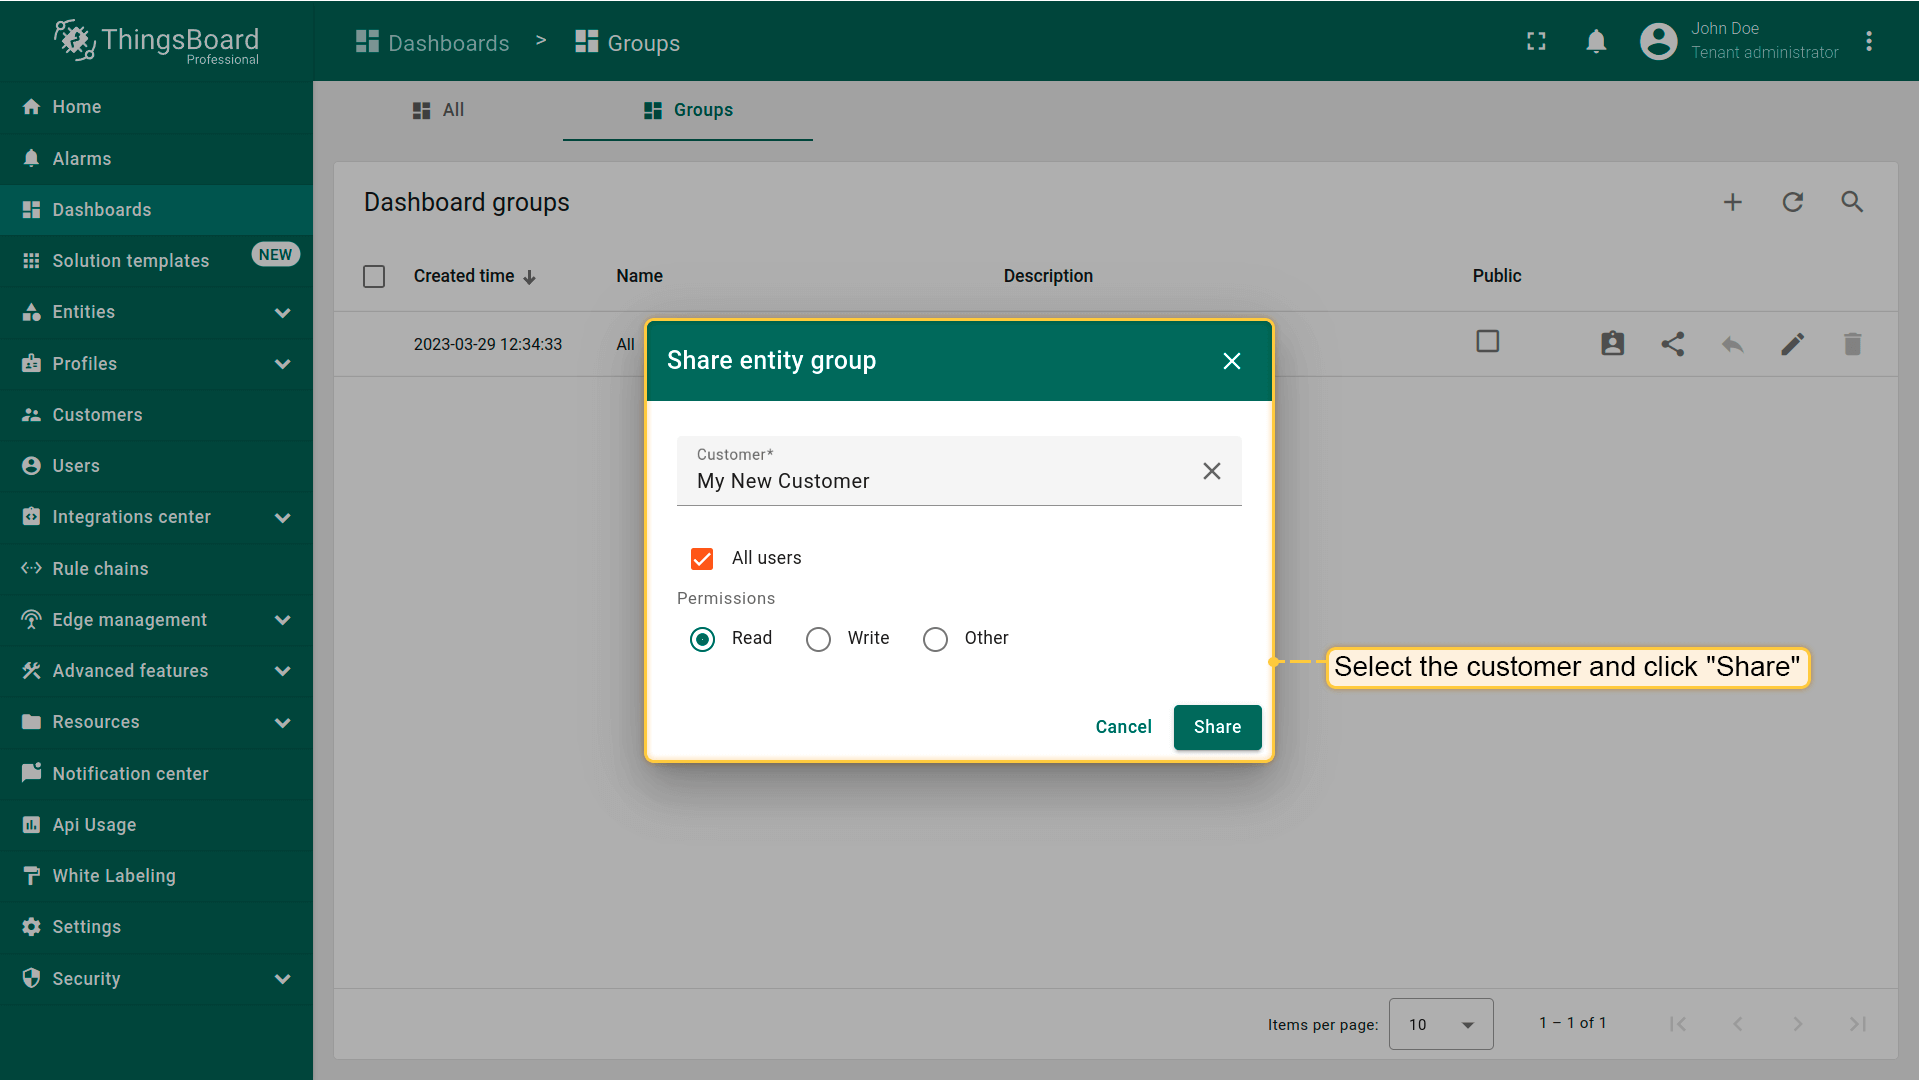 ThingsBoard
Professional
Dashboards > Groups
John Doe
Tenant administrator
Home
Alarms
Dashboards
Solution templates NEW
Entities
Profiles
Customers
Users
Integrations center
Rule chains
Edge management
Advanced features
Resources
Notification center
Api Usage
White Labeling
Settings
Security
All Groups
Dashboard groups
Created time Name Description Public
2023-03-29 12:34:33 All
Share entity group
Customer*
My New Customer
All users
Permissions
Read Write Other
Cancel Share
Select the customer and click "Share"
Items per page: 10 1 – 1 of 1